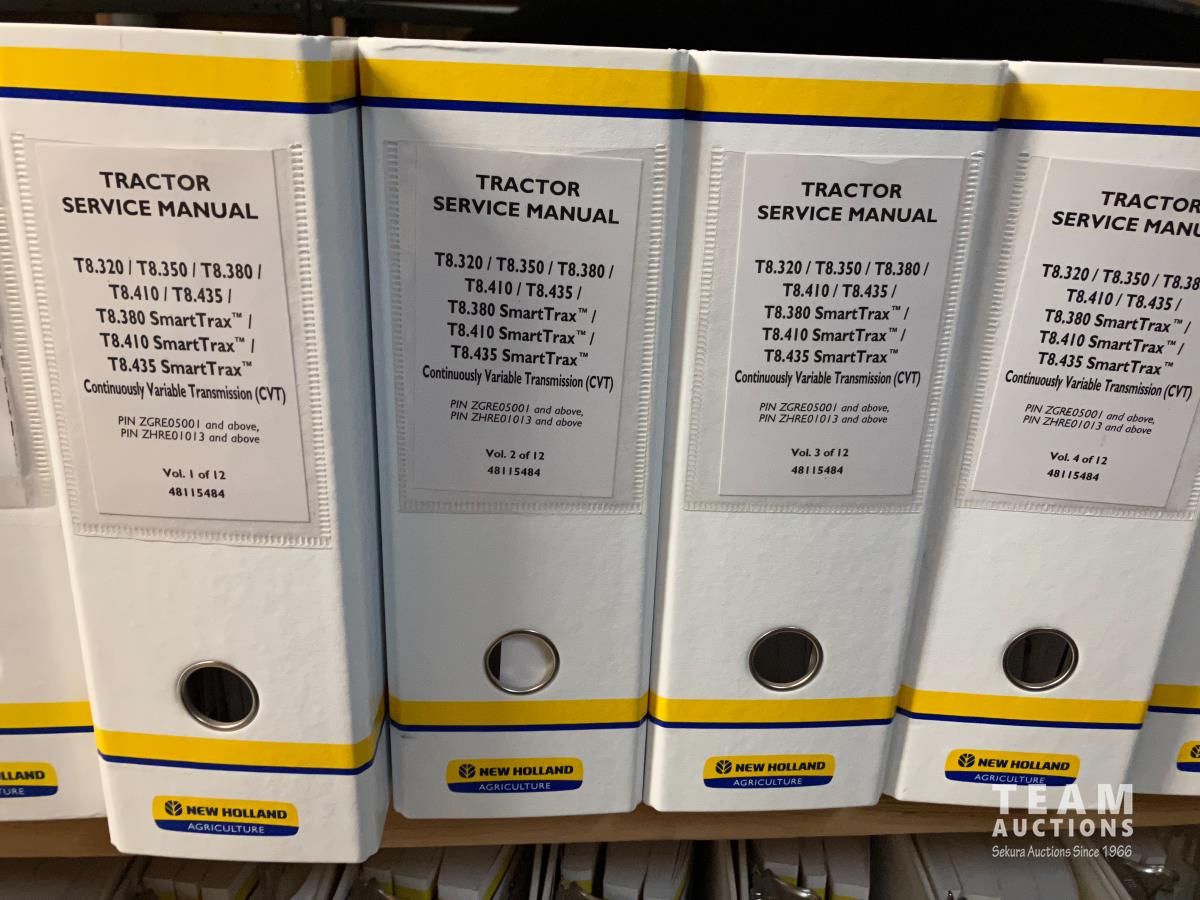 TRACTOR
SERVICE MANUAL
T8.320 / T8.350 / T8.380 /
T8.410 / T8.435 /
T8.380 SmartTrax™ /
T8.410 SmartTrax™ /
T8.435 SmartTrax™
Continuously Variable Transmission (CVT)
PIN ZGRE05001 and above,
PIN ZHRE01013 and above
Vol. 1 of 12
48115484
NEW HOLLAND
AGRICULTURE
TRACTOR
SERVICE MANUAL
T8.320 / T8.350 / T8.380 /
T8.410 / T8.435 /
T8.380 SmartTrax™ /
T8.410 SmartTrax™ /
T8.435 SmartTrax™
Continuously Variable Transmission (CVT)
PIN ZGRE05001 and above,
PIN ZHRE01013 and above
Vol. 2 of 12
48115484
NEW HOLLAND
AGRICULTURE
TRACTOR
SERVICE MANUAL
T8.320 / T8.350 / T8.380 /
T8.410 / T8.435 /
T8.380 SmartTrax™ /
T8.410 SmartTrax™ /
T8.435 SmartTrax™
Continuously Variable Transmission (CVT)
PIN ZGRE05001 and above,
PIN ZHRE01013 and above
Vol. 3 of 12
48115484
NEW HOLLAND
AGRICULTURE
TRACTOR
SERVICE MANU
T8.320 / T8.350 / T8.38
T8.410 / T8.435 /
T8.380 SmartTrax™ /
T8.410 SmartTrax™ /
T8.435 SmartTrax™
Continuously Variable Transmission (CVT)
PIN ZGRE05001 and above,
PIN ZHRE01013 and above
Vol. 4 of 12
48115484
NEW HOLLAND
AGRICULTURE
LLAND
URE
TEAM
AUCTIONS
Sekura Auctions Since 1966